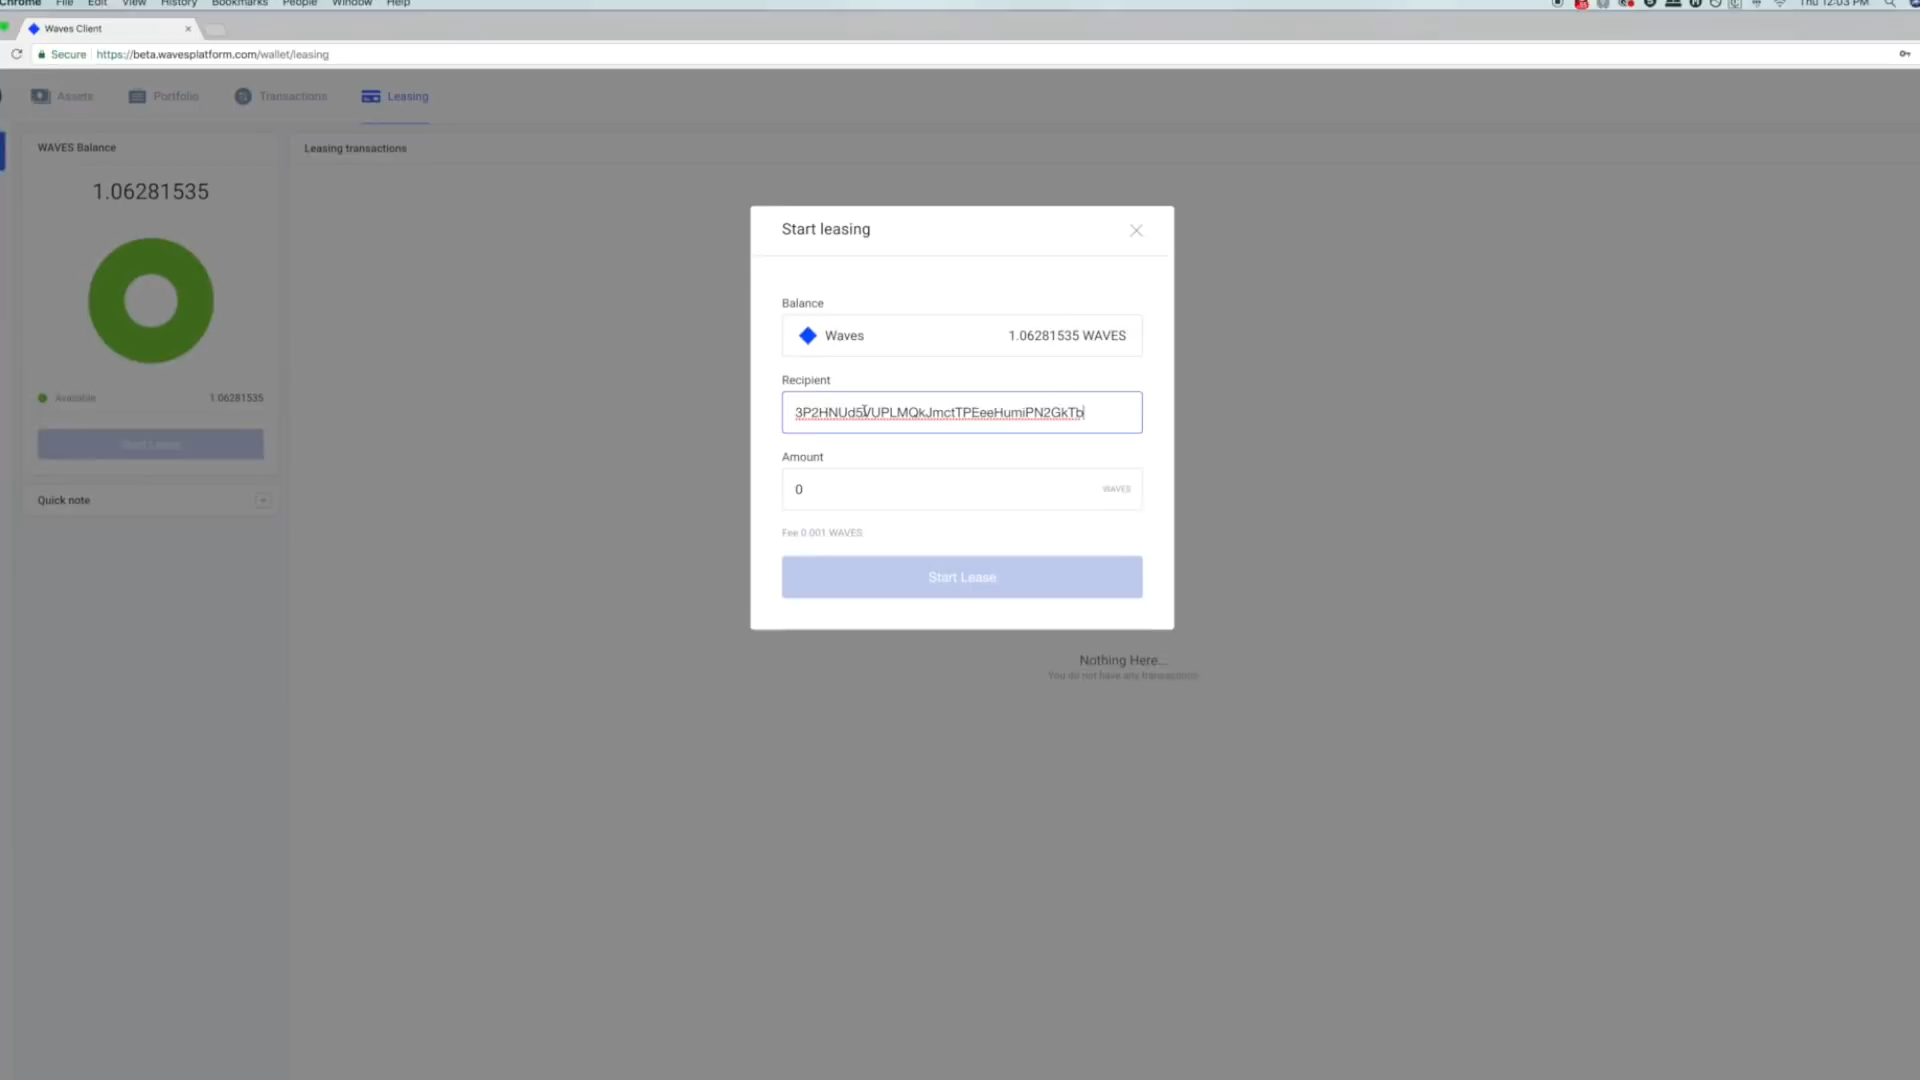 Chrome File Edit View History Bookmarks People Window Help Thu 12:03 PM
Waves Client
Secure https://beta.wavesplatform.com/wallet/leasing
Assets Portfolio Transactions Leasing
WAVES Balance
Leasing transactions
1.06281535
Available 1.06281535
Start Lease
Quick note
Start leasing
Balance
Waves 1.06281535 WAVES
Recipient
3P2HNUd5VUPLMQkJmctTPEeeHumiPN2GkTb
Amount
0 WAVES
Fee 0.001 WAVES
Start Lease
Nothing Here...
You do not have any transactions